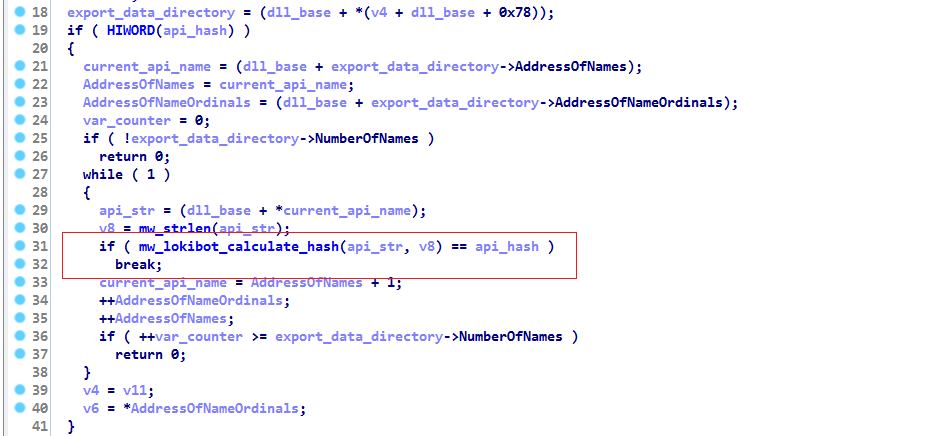 18 export_data_directory = (dll_base + *(v4 + dll_base + 0x78));
19 if ( HIWORD(api_hash) )
20 {
21 current_api_name = (dll_base + export_data_directory->AddressOfNames);
22 AddressOfNames = current_api_name;
23 AddressOfNameOrdinals = (dll_base + export_data_directory->AddressOfNameOrdinals);
24 var_counter = 0;
25 if ( !export_data_directory->NumberOfNames )
26 return 0;
27 while ( 1 )
28 {
29 api_str = (dll_base + *current_api_name);
30 v8 = mw_strlen(api_str);
31 if ( mw_lokibot_calculate_hash(api_str, v8) == api_hash )
32 break;
33 current_api_name = AddressOfNames + 1;
34 ++AddressOfNameOrdinals;
35 ++AddressOfNames;
36 if ( ++var_counter >= export_data_directory->NumberOfNames )
37 return 0;
38 }
39 v4 = v11;
40 v6 = *AddressOfNameOrdinals;
41 }